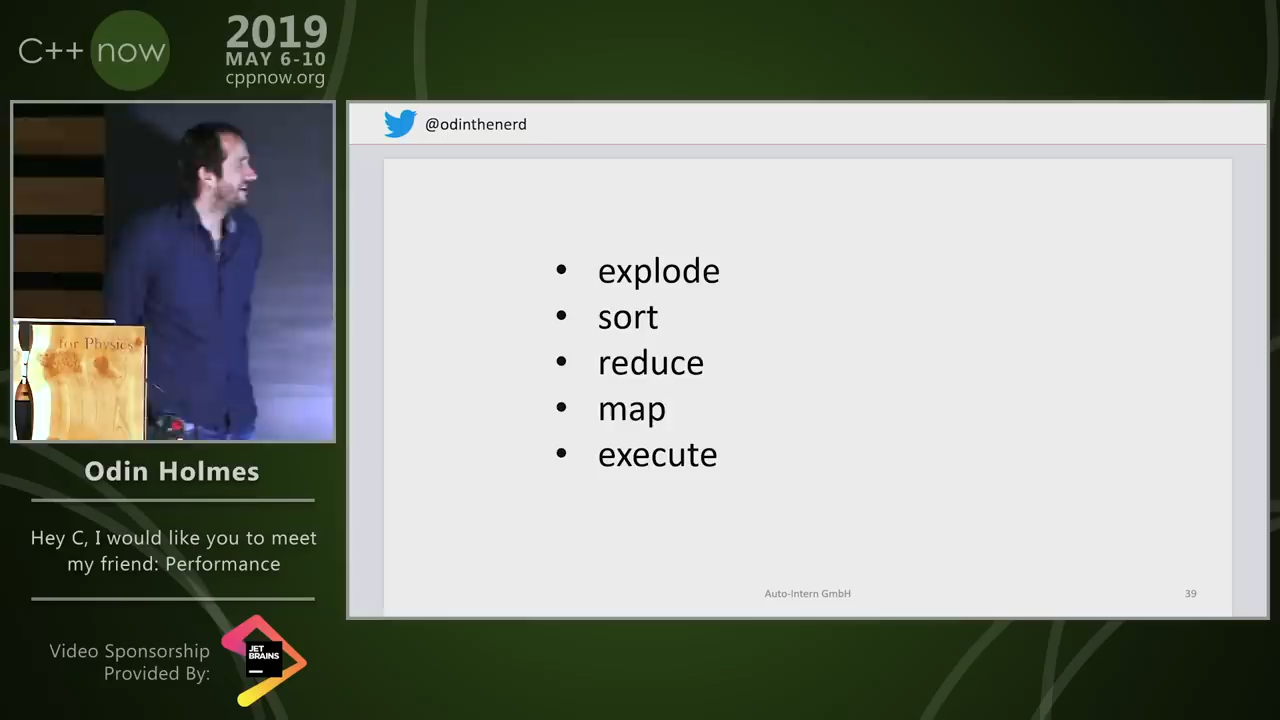 C++ now
2019
MAY 6-10
cppnow.org
@odinthenerd
• explode
• sort
• reduce
• map
• execute
for Physics
Auto-Intern GmbH
39
Odin Holmes
Hey C, I would like you to meet
my friend: Performance
Video Sponsorship
Provided By:
JET
BRAINS